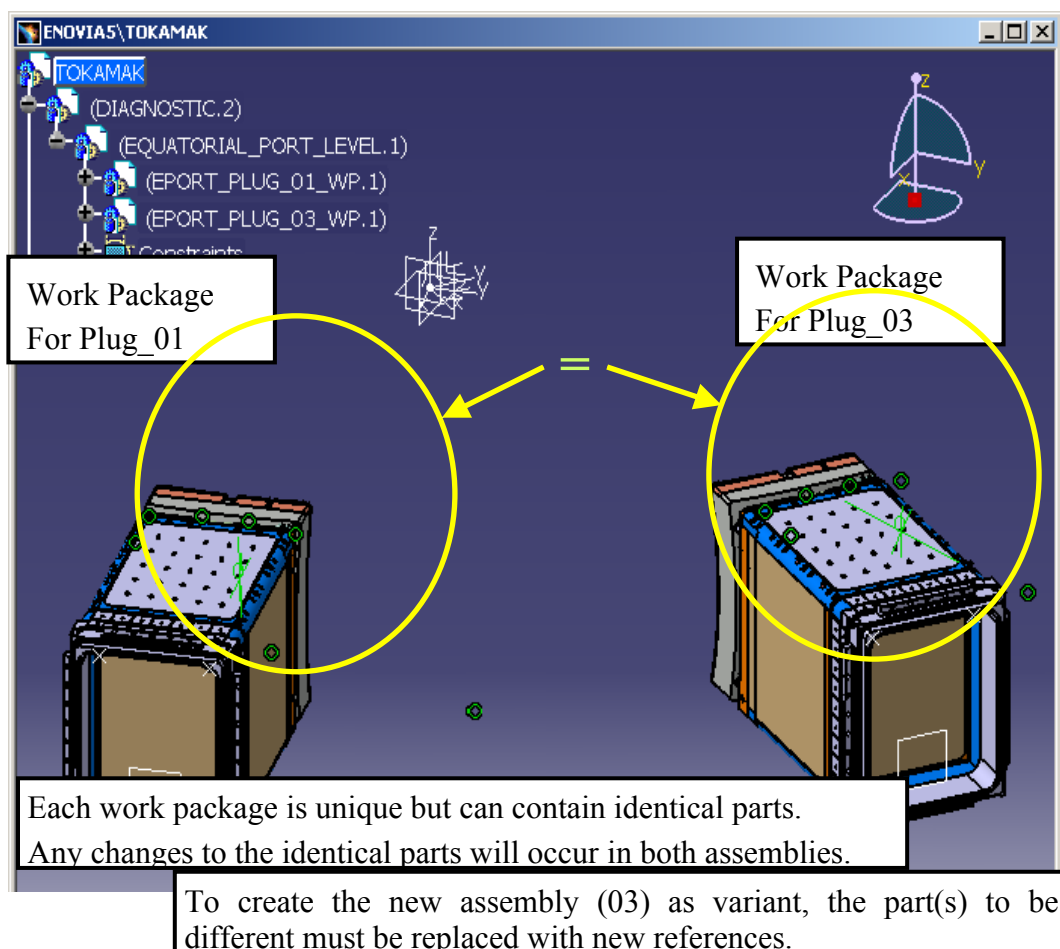 ENOVIA5\TOKAMAK
TOKAMAK
(DIAGNOSTIC.2)
(EQUATORIAL_PORT_LEVEL.1)
(EPORT_PLUG_01_WP.1)
(EPORT_PLUG_03_WP.1)
Constraints
z
y
x
z
y
y
x
Work Package
For Plug_01
Work Package
For Plug_03
=
Each work package is unique but can contain identical parts.
Any changes to the identical parts will occur in both assemblies.
To create the new assembly (03) as variant, the part(s) to be
different must be replaced with new references.